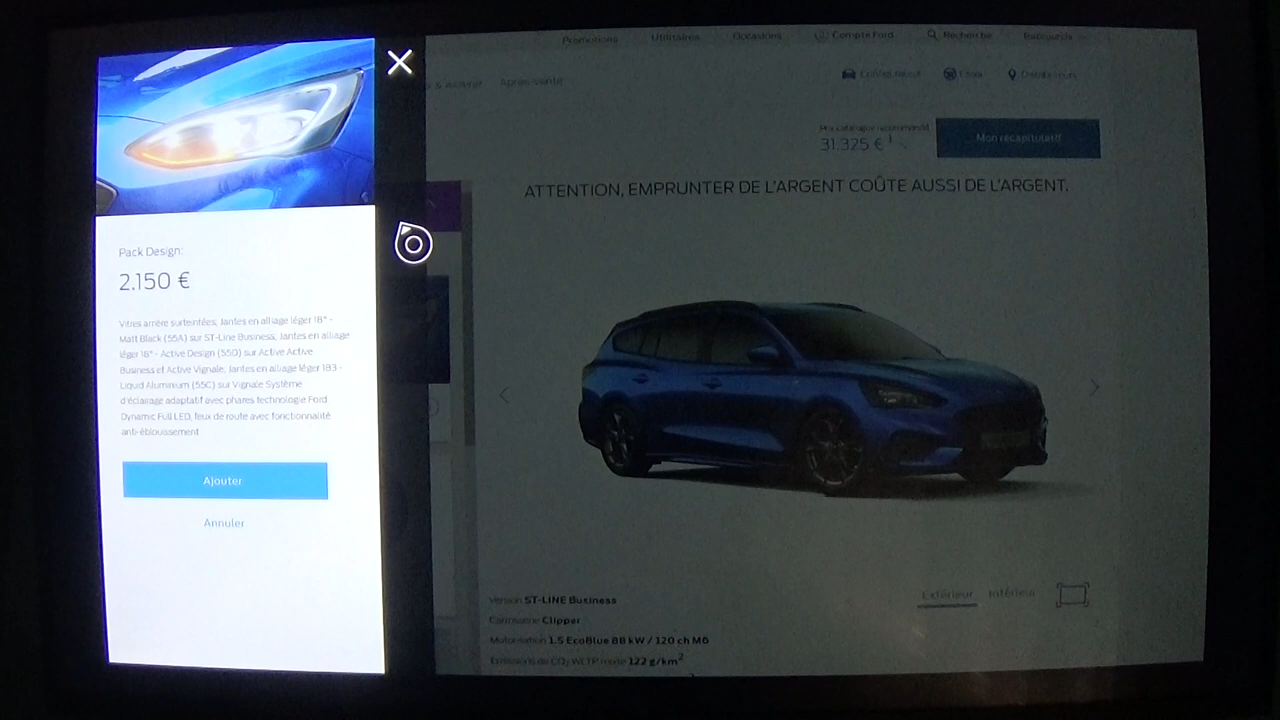 Pack Design:
2.150 €
Vitres arrière surteintées, Jantes en alliage léger 18" -
Matt Black (55A) sur ST-Line Business, Jantes en alliage
léger 18" - Active Design (55D) sur Active Active
Business et Active Vignale, Jantes en alliage léger 183 -
Liquid Aluminium (55C) sur Vignale Système
d'éclairage adaptatif avec phares technologie Ford
Dynamic Full LED, feux de route avec fonctionnalité
anti-éblouissement
Ajouter
Annuler
Promotions Utilitaires Occasions Compte Ford Recherche
Après-vente
Prix catalogue recommandé
31.325 € 1
Mon récapitulatif
ATTENTION, EMPRUNTER DE L'ARGENT COÛTE AUSSI DE L'ARGENT.
Extérieur Intérieur
Version ST-LINE Business
Carrosserie Clipper
Motorisation 1.5 EcoBlue 88 kW / 120 ch M6
Émissions de CO2 WLTP mixte 122 g/km2